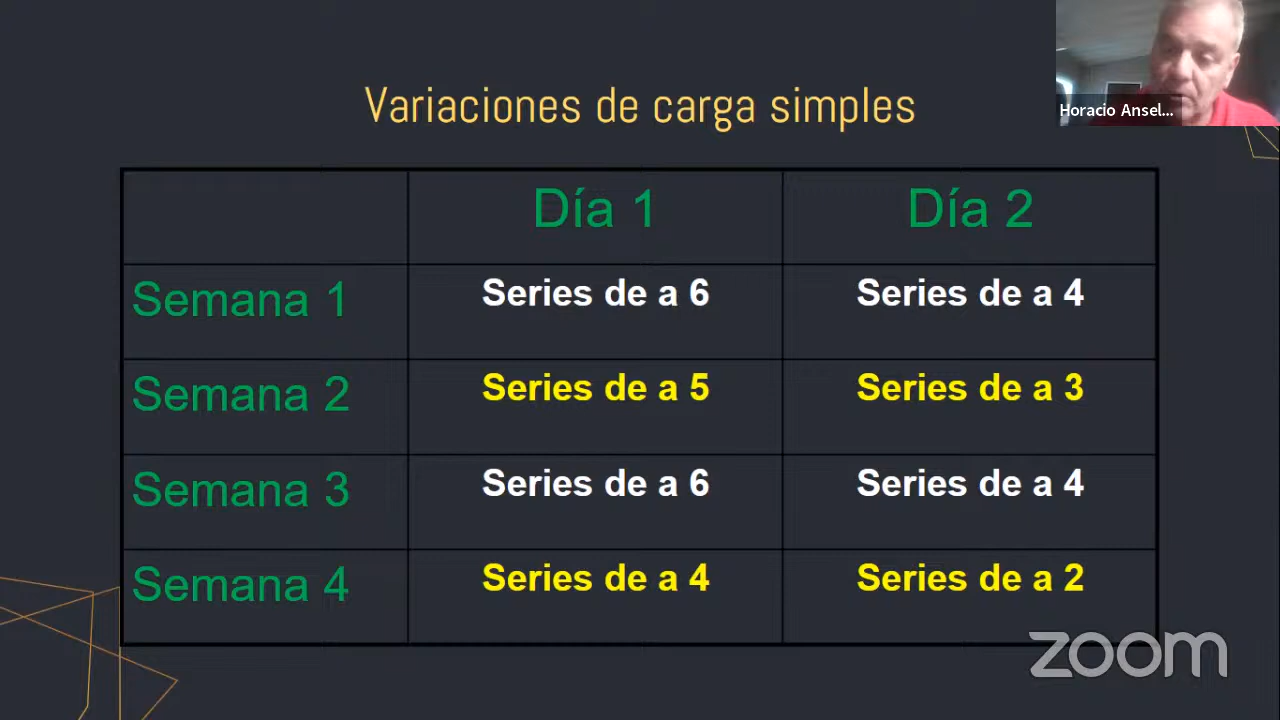 Horacio Ansel...
Variaciones de carga simples
Día 1 Día 2
Semana 1 Series de a 6 Series de a 4
Semana 2 Series de a 5 Series de a 3
Semana 3 Series de a 6 Series de a 4
Semana 4 Series de a 4 Series de a 2
zoom